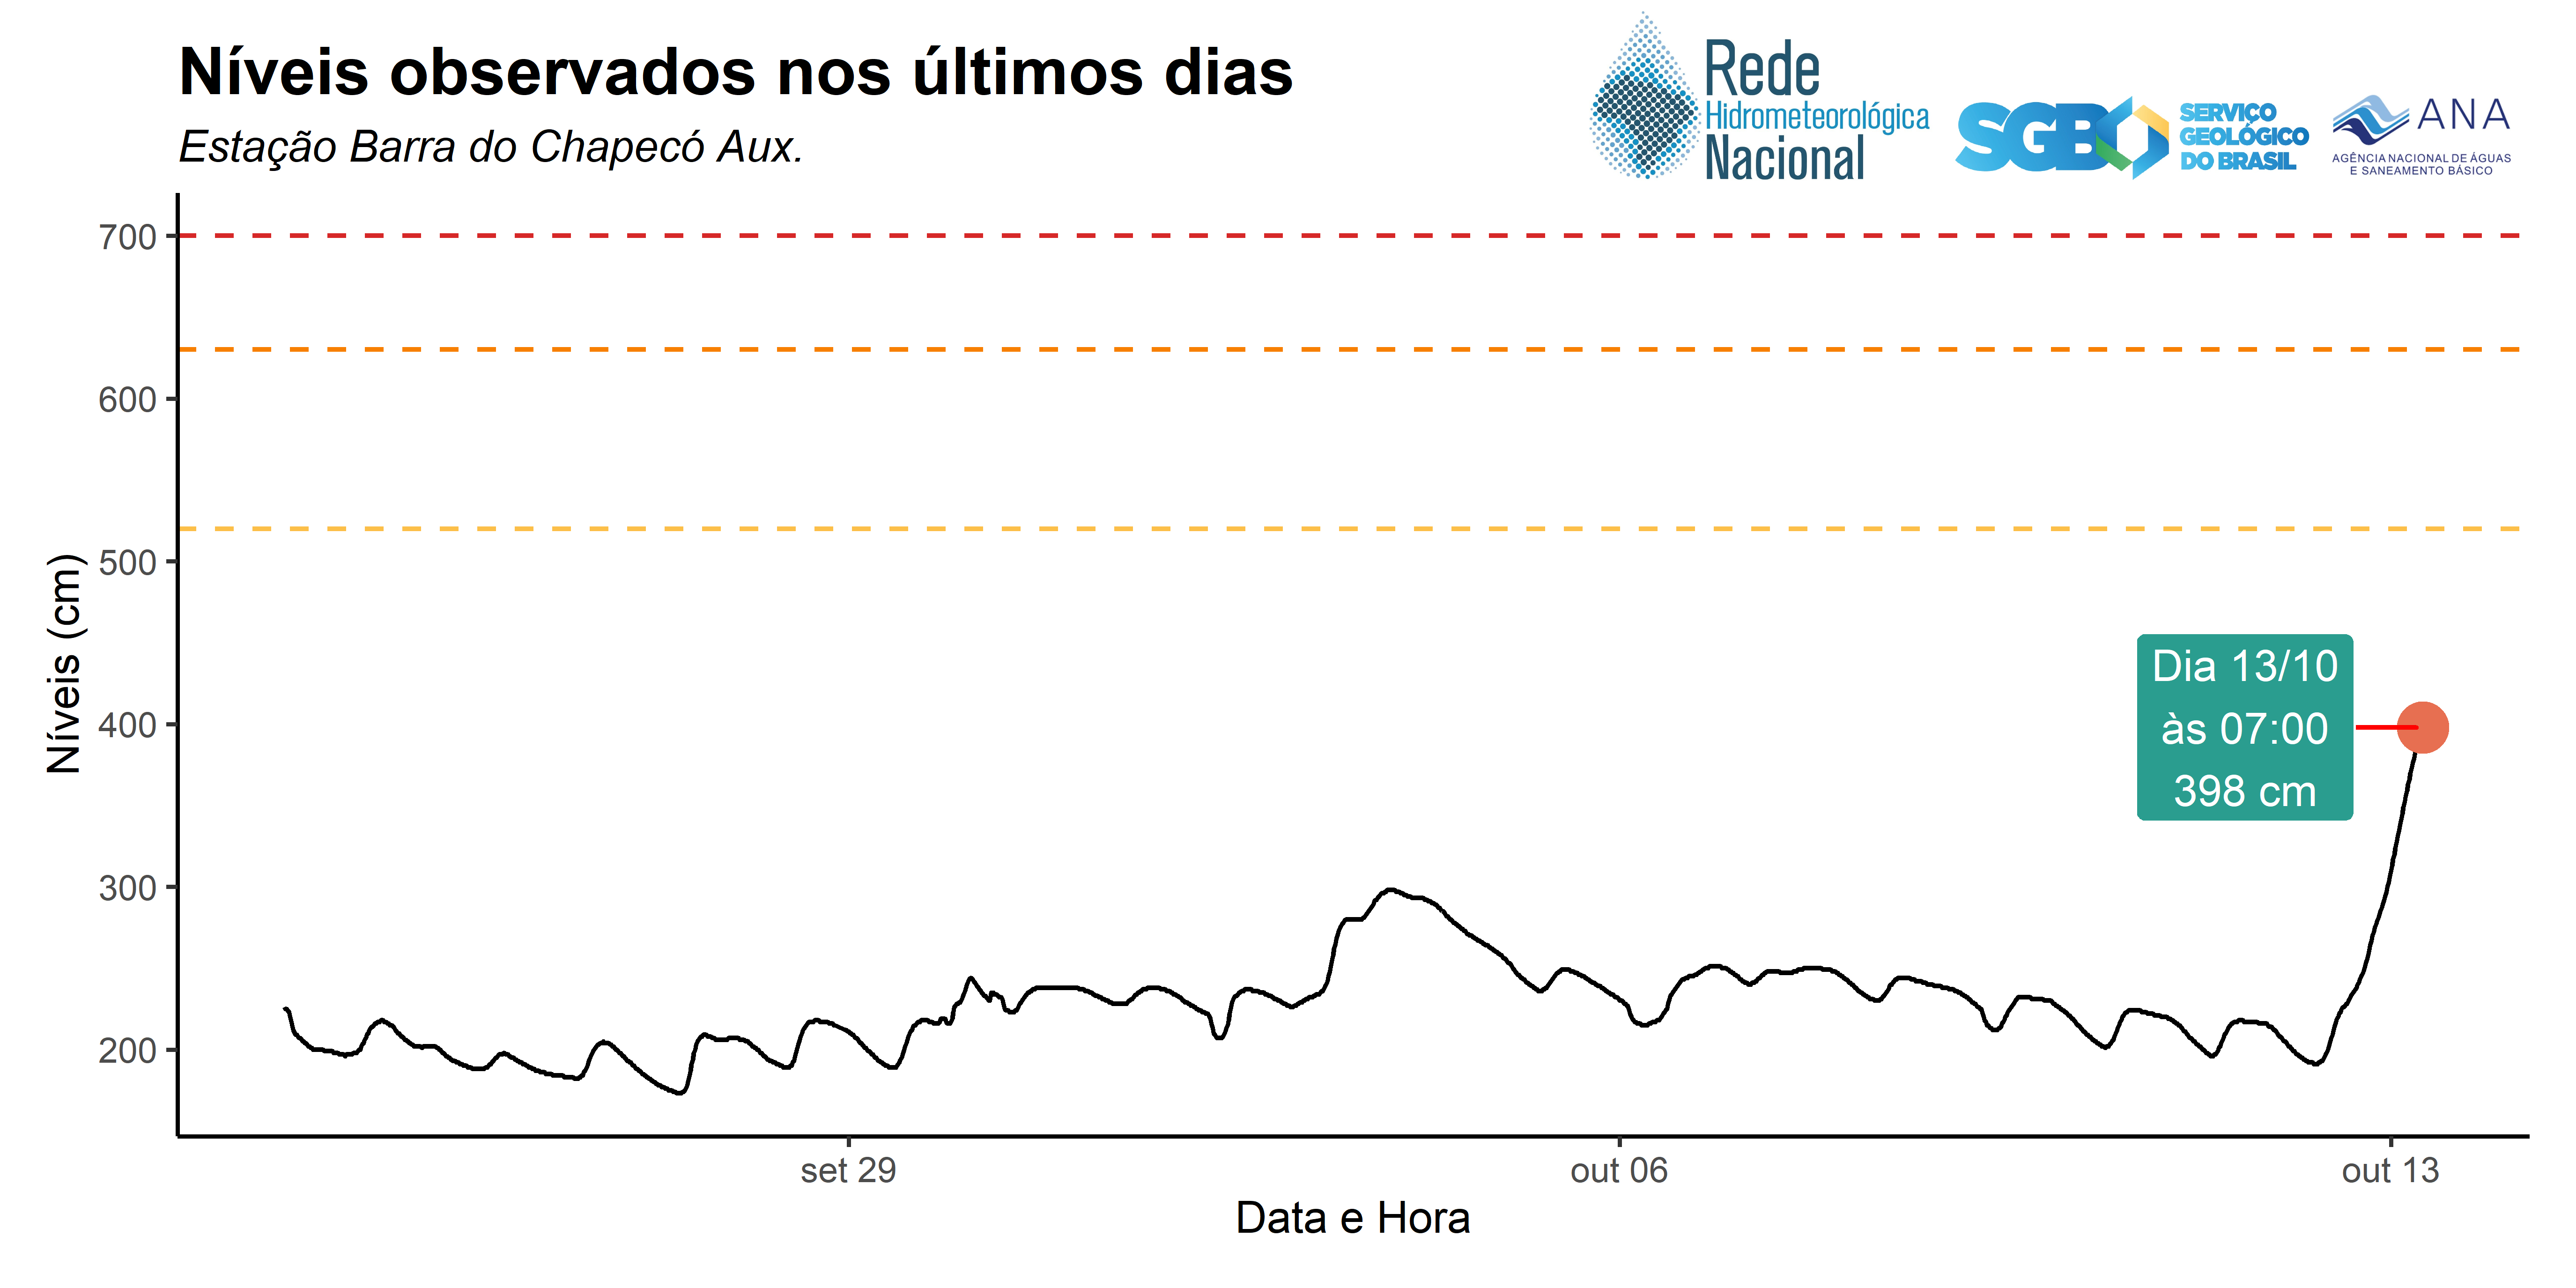 Níveis observados nos últimos dias
Estação Barra do Chapecó Aux.
Rede
Hidrometeorológica
Nacional
SGB
SERVIÇO
GEOLÓGICO
DO BRASIL
ANA
AGÊNCIA NACIONAL DE ÁGUAS
E SANEAMENTO BÁSICO
Níveis (cm)
700
600
500
400
300
200
Dia 13/10
às 07:00
398 cm
set 29
out 06
out 13
Data e Hora